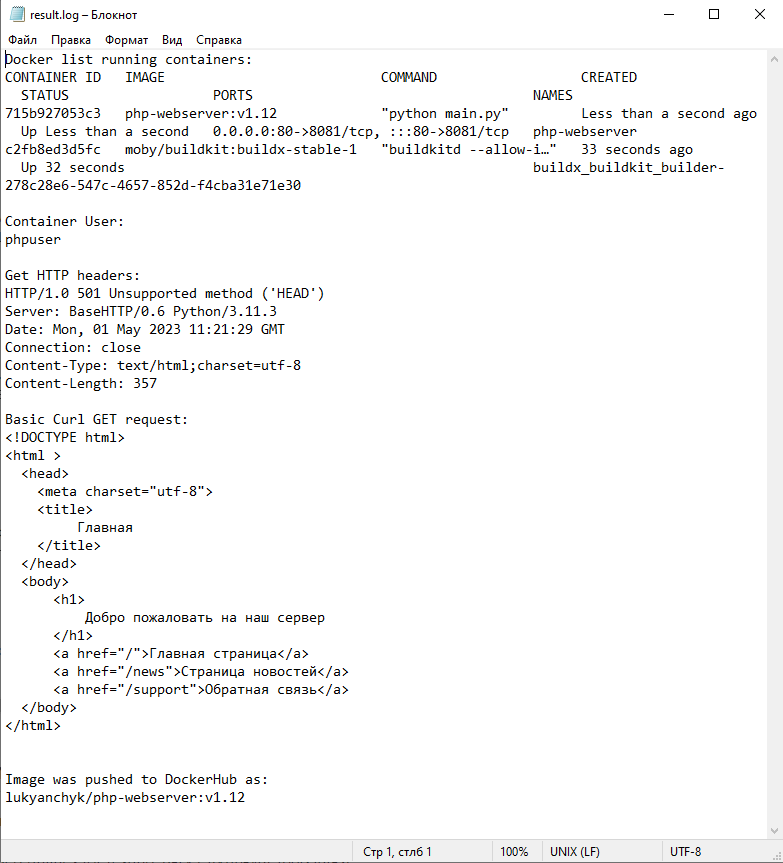 result.log – Блокнот
Файл Правка Формат Вид Справка
Docker list running containers:
CONTAINER ID   IMAGE                           COMMAND                  CREATED
  STATUS                  PORTS                                   NAMES
715b927053c3   php-webserver:v1.12             "python main.py"         Less than a second ago
  Up Less than a second   0.0.0.0:80->8081/tcp, :::80->8081/tcp   php-webserver
c2fb8ed3d5fc   moby/buildkit:buildx-stable-1   "buildkitd --allow-i…"   33 seconds ago
  Up 32 seconds                                                   buildx_buildkit_builder-
278c28e6-547c-4657-852d-f4cba31e71e30

Container User:
phpuser

Get HTTP headers:
HTTP/1.0 501 Unsupported method ('HEAD')
Server: BaseHTTP/0.6 Python/3.11.3
Date: Mon, 01 May 2023 11:21:29 GMT
Connection: close
Content-Type: text/html;charset=utf-8
Content-Length: 357

Basic Curl GET request:
<!DOCTYPE html>
<html >
  <head>
    <meta charset="utf-8">
    <title>
         Главная
    </title>
  </head>
  <body>
      <h1>
          Добро пожаловать на наш сервер
      </h1>
      <a href="/">Главная страница</a>
      <a href="/news">Страница новостей</a>
      <a href="/support">Обратная связь</a>
  </body>
</html>

Image was pushed to DockerHub as:
lukyanchyk/php-webserver:v1.12
Стр 1, стлб 1 100% UNIX (LF) UTF-8